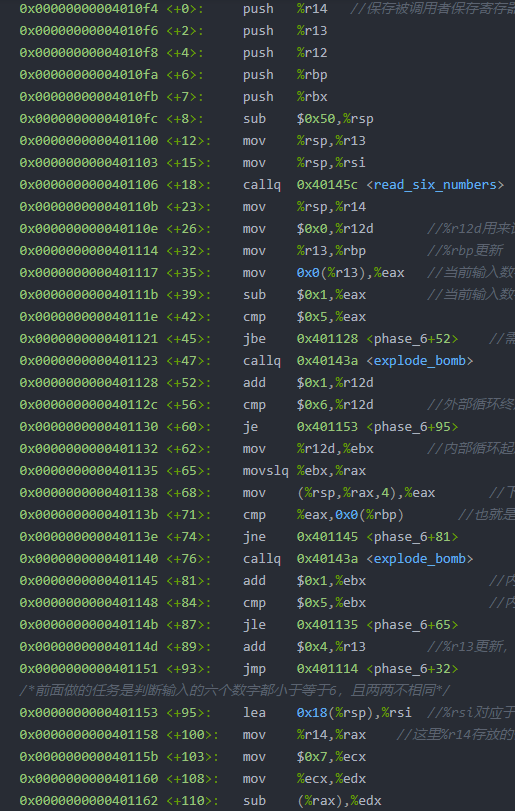 0x00000000004010f4 <+0>: push %r14 //保存被调用者保存寄存器
0x00000000004010f6 <+2>: push %r13
0x00000000004010f8 <+4>: push %r12
0x00000000004010fa <+6>: push %rbp
0x00000000004010fb <+7>: push %rbx
0x00000000004010fc <+8>: sub $0x50,%rsp
0x0000000000401100 <+12>: mov %rsp,%r13
0x0000000000401103 <+15>: mov %rsp,%rsi
0x0000000000401106 <+18>: callq 0x40145c <read_six_numbers>
0x000000000040110b <+23>: mov %rsp,%r14
0x000000000040110e <+26>: mov $0x0,%r12d //%r12d用来
0x0000000000401114 <+32>: mov %r13,%rbp //%rbp更新
0x0000000000401117 <+35>: mov 0x0(%r13),%eax //当前输入数
0x000000000040111b <+39>: sub $0x1,%eax //当前输入数
0x000000000040111e <+42>: cmp $0x5,%eax
0x0000000000401121 <+45>: jbe 0x401128 <phase_6+52> //需
0x0000000000401123 <+47>: callq 0x40143a <explode_bomb>
0x0000000000401128 <+52>: add $0x1,%r12d
0x000000000040112c <+56>: cmp $0x6,%r12d //外部循环终
0x0000000000401130 <+60>: je 0x401153 <phase_6+95>
0x0000000000401132 <+62>: mov %r12d,%ebx //内部循环起
0x0000000000401135 <+65>: movslq %ebx,%rax
0x0000000000401138 <+68>: mov (%rsp,%rax,4),%eax //下
0x000000000040113b <+71>: cmp %eax,0x0(%rbp) //也就是
0x000000000040113e <+74>: jne 0x401145 <phase_6+81>
0x0000000000401140 <+76>: callq 0x40143a <explode_bomb>
0x0000000000401145 <+81>: add $0x1,%ebx //内
0x0000000000401148 <+84>: cmp $0x5,%ebx //内
0x000000000040114b <+87>: jle 0x401135 <phase_6+65>
0x000000000040114d <+89>: add $0x4,%r13 //%r13更新,
0x0000000000401151 <+93>: jmp 0x401114 <phase_6+32>
/*前面做的任务是判断输入的六个数字都小于等于6，且两两不相同*/
0x0000000000401153 <+95>: lea 0x18(%rsp),%rsi //%rsi对应于
0x0000000000401158 <+100>: mov %r14,%rax //这里%r14存放的
0x000000000040115b <+103>: mov $0x7,%ecx
0x0000000000401160 <+108>: mov %ecx,%edx
0x0000000000401162 <+110>: sub (%rax),%edx